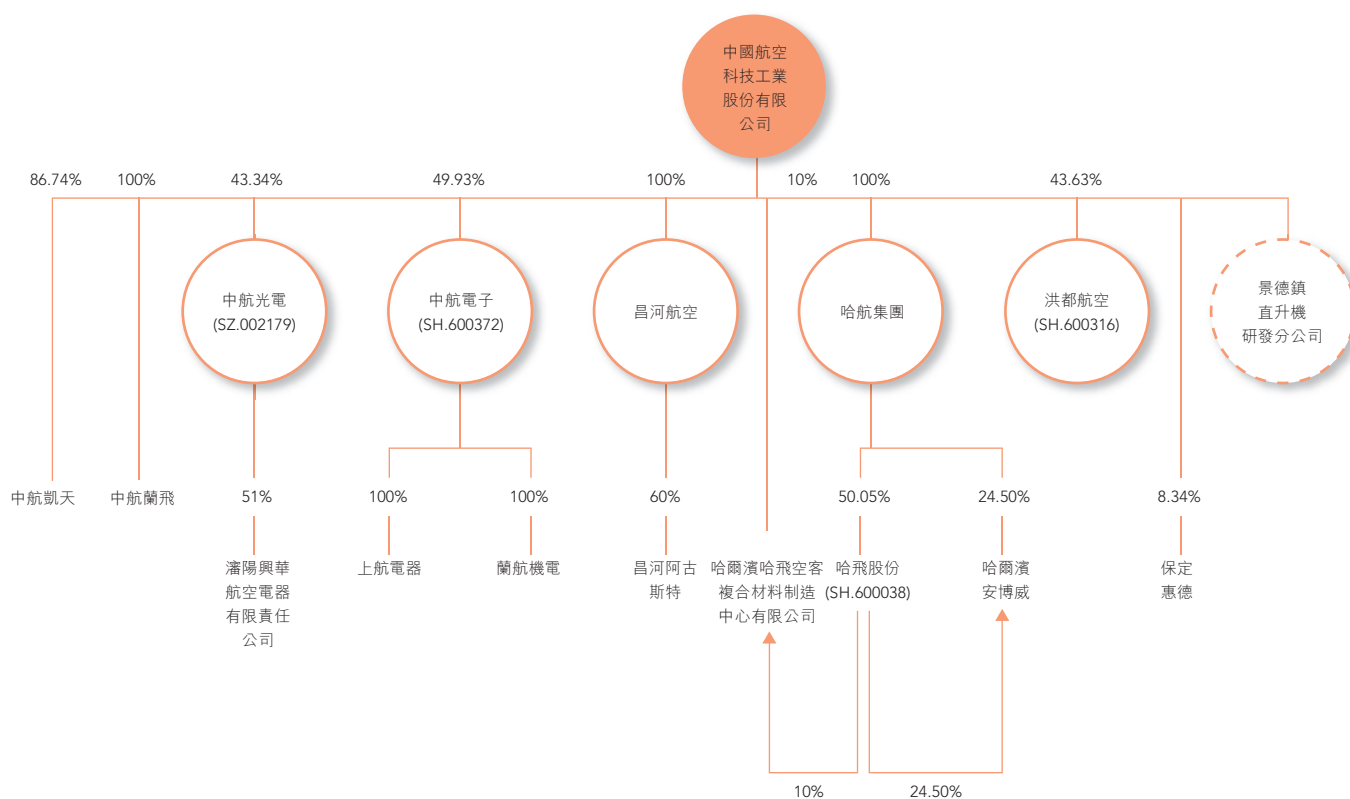 中國航空
科技工業
股份有限
公司
86.74%
100%
43.34%
49.93%
100%
10%
100%
43.63%
中航光電
(SZ.002179)
中航電子
(SH.600372)
昌河航空
哈航集團
洪都航空
(SH.600316)
景德鎮
直升機
研發分公司
中航凱天
中航蘭飛
51%
100%
100%
60%
50.05%
24.50%
8.34%
瀋陽興華
航空電器
有限責任
公司
上航電器
蘭航機電
昌河阿古
斯特
哈爾濱哈飛空客
複合材料制造
中心有限公司
哈飛股份
(SH.600038)
哈爾濱
安博威
保定
惠德
10%
24.50%